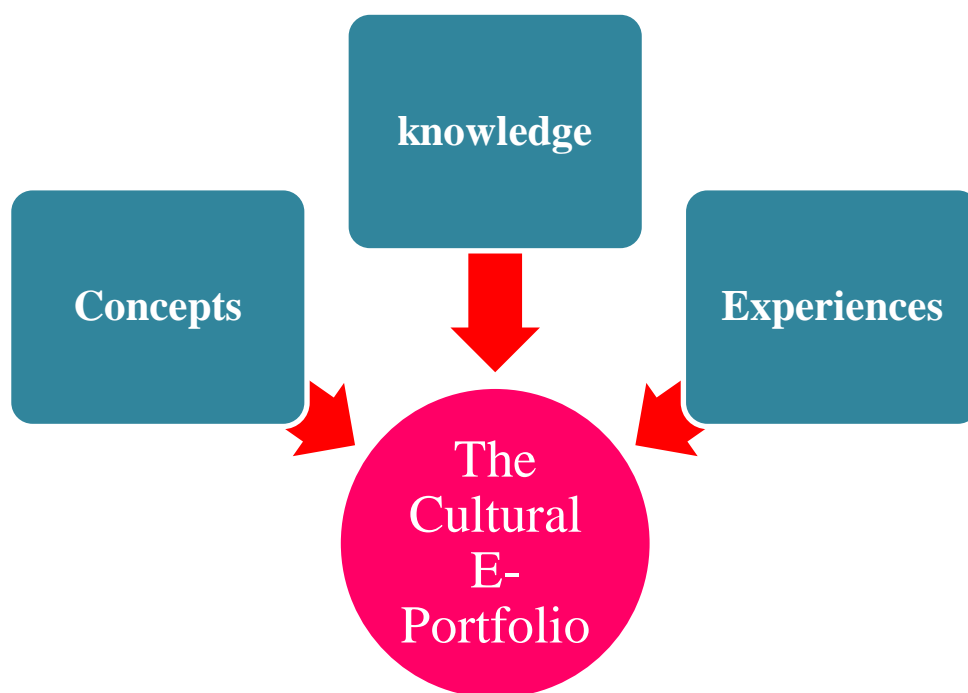 knowledge
Concepts
Experiences
The
Cultural
E-
Portfolio